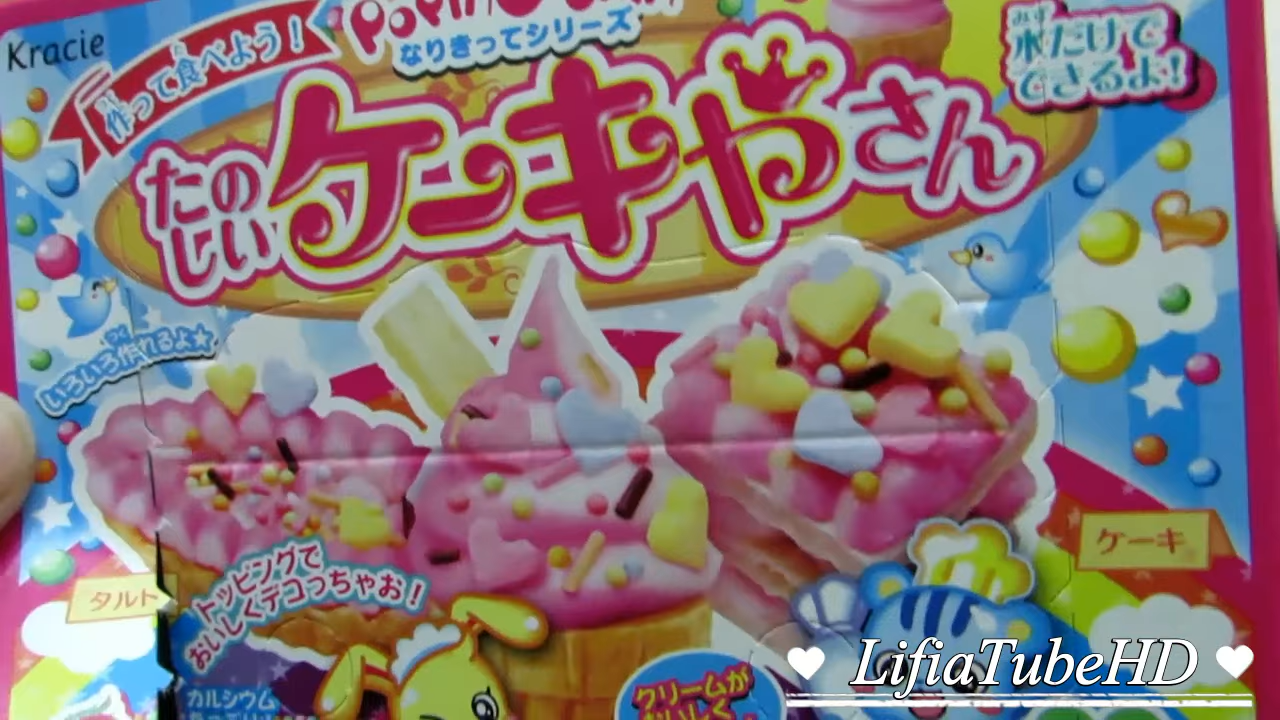 Kracie
作って食べよう！
なりきってシリーズ
水だけで
できるよ！
たのしい
ケーキやさん
いろいろ作れるよ★
ケーキ
タルト
トッピングで
おいしくデコっちゃお！
カルシウム
クリームが
おいしく
LifiaTubeHD